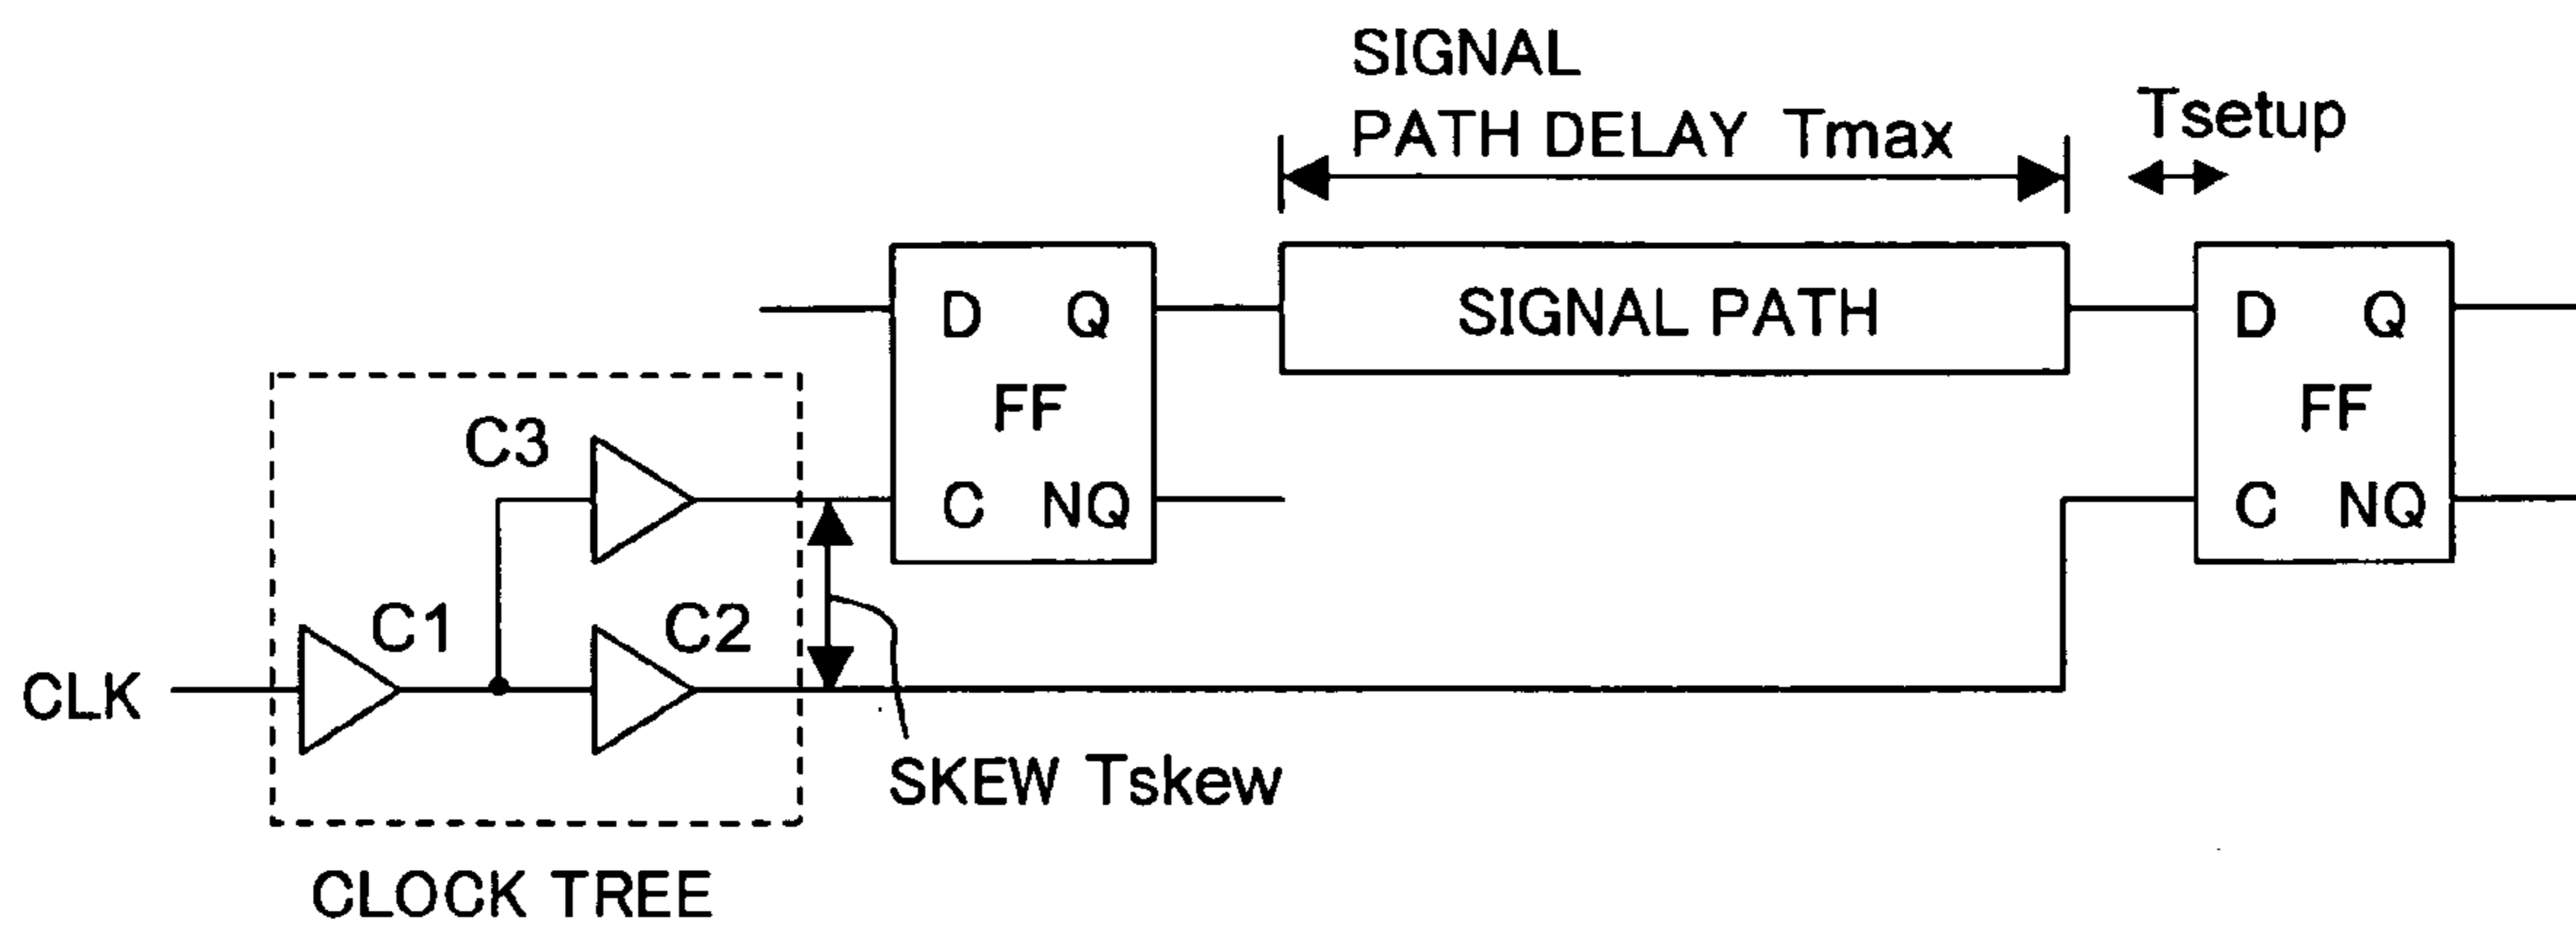 SIGNAL
PATH DELAY Tmax
Tsetup
D Q
SIGNAL PATH
D Q
FF
FF
C3
C NQ
C NQ
C1
C2
CLK
SKEW Tskew
CLOCK TREE